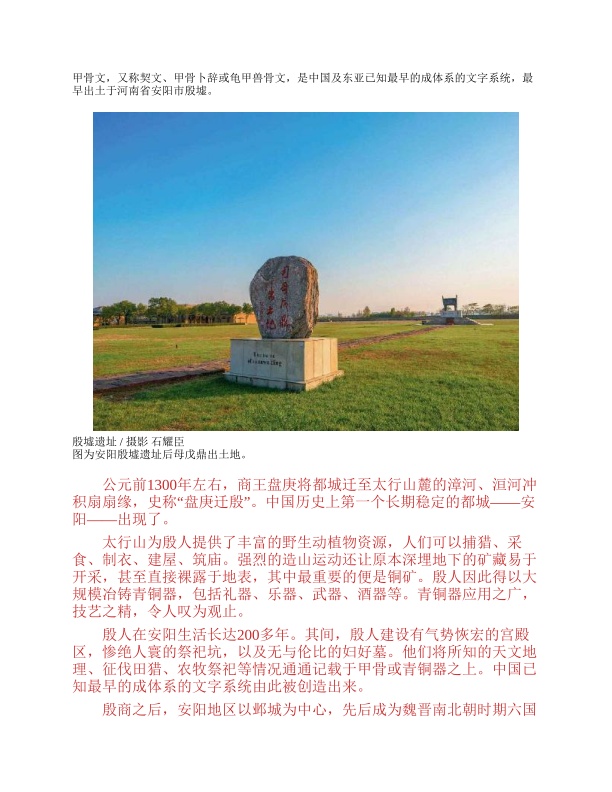 甲骨文，又称契文、甲骨卜辞或龟甲兽骨文，是中国及东亚已知最早的成体系的文字系统，最
早出土于河南省安阳市殷墟。
殷墟遗址 / 摄影 石耀臣
图为安阳殷墟遗址后母戊鼎出土地。
公元前1300年左右，商王盘庚将都城迁至太行山麓的漳河、洹河冲
积扇扇缘，史称“盘庚迁殷”。中国历史上第一个长期稳定的都城——安
阳——出现了。
太行山为殷人提供了丰富的野生动植物资源，人们可以捕猎、采
食、制衣、建屋、筑庙。强烈的造山运动还让原本深埋地下的矿藏易于
开采，甚至直接裸露于地表，其中最重要的便是铜矿。殷人因此得以大
规模冶铸青铜器，包括礼器、乐器、武器、酒器等。青铜器应用之广，
技艺之精，令人叹为观止。
殷人在安阳生活长达200多年。其间，殷人建设有气势恢宏的宫殿
区，惨绝人寰的祭祀坑，以及无与伦比的妇好墓。他们将所知的天文地
理、征伐田猎、农牧祭祀等情况通通记载于甲骨或青铜器之上。中国已
知最早的成体系的文字系统由此被创造出来。
殷商之后，安阳地区以邺城为中心，先后成为魏晋南北朝时期六国